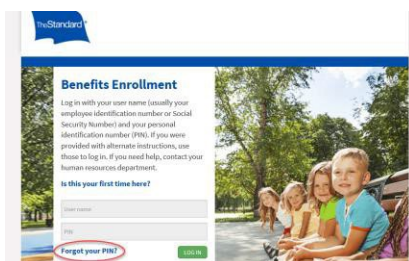 TheStandard
Benefits Enrollment
Log in with your user name (usually your
employee identification number or Social
Security Number) and your personal
identification number (PIN). If you were
provided with alternate instructions, use
those to log in. If you need help, contact your
human resources department.
Is this your first time here?
User name
PIN
Forgot your PIN?
LOG IN